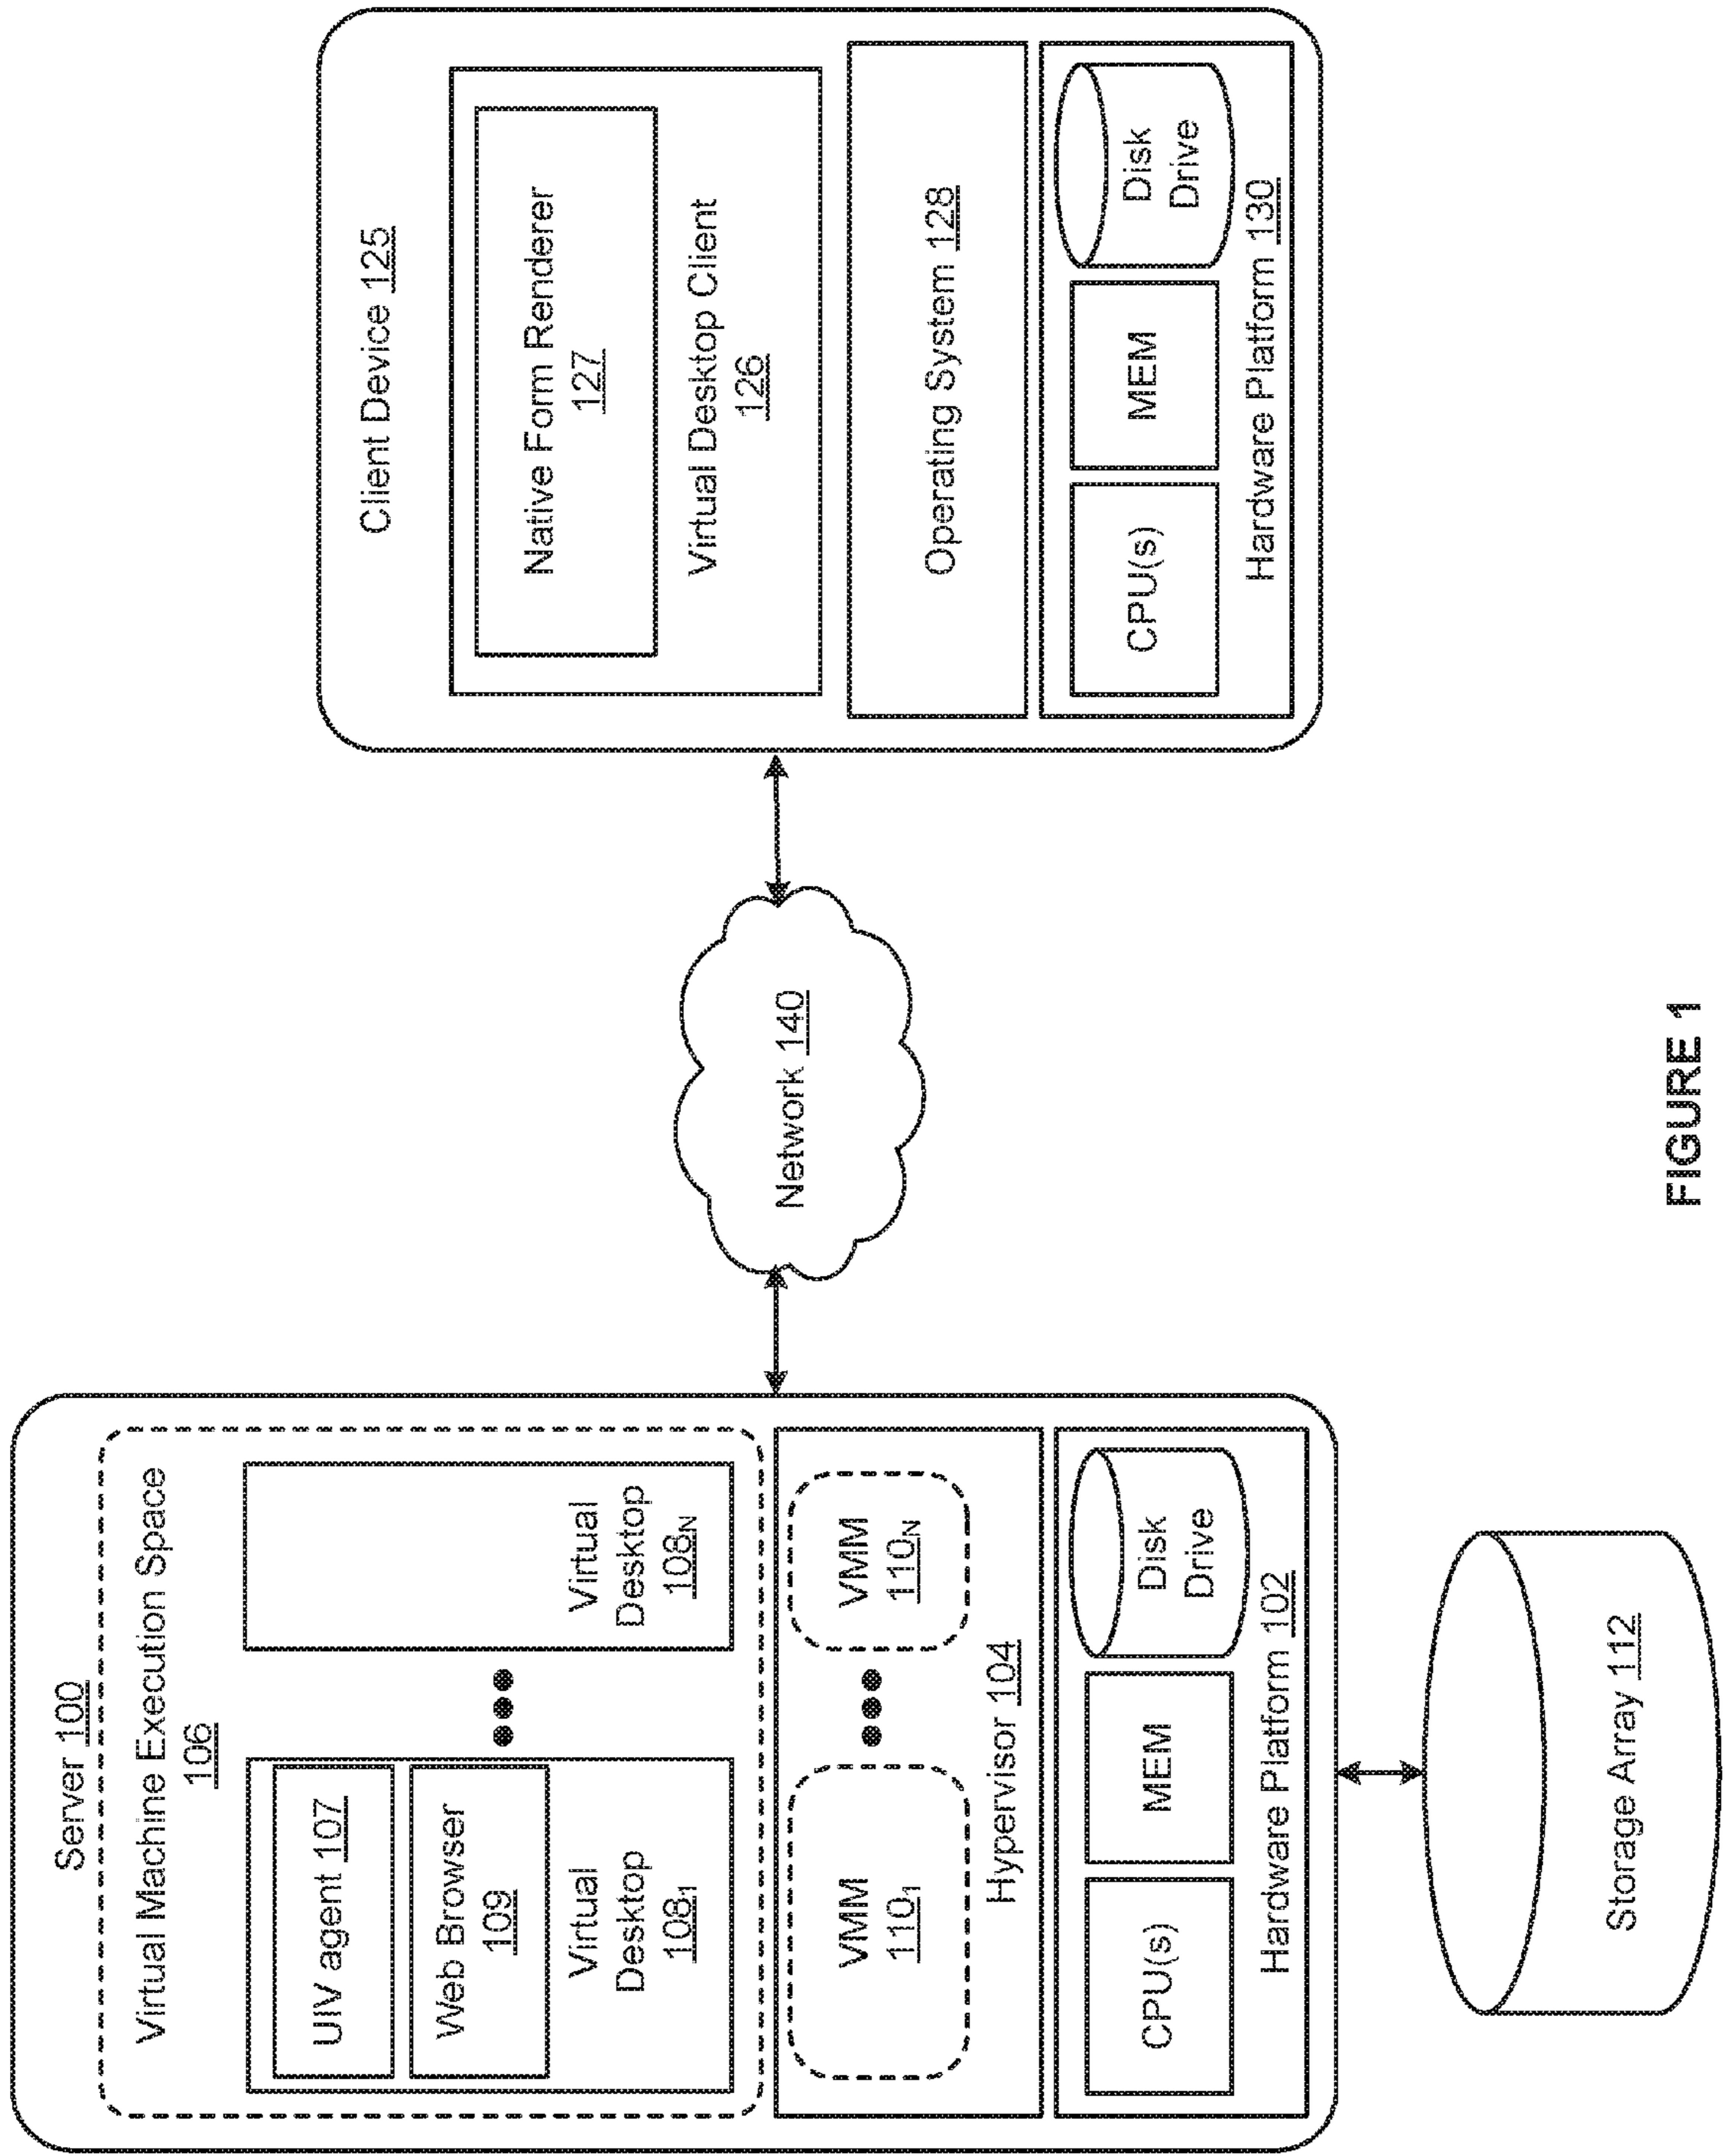 Server 100
Virtual Machine Execution Space
106
UIV agent 107
Web Browser
109
Virtual
Desktop
108₁
Virtual
Desktop
108N
VMM
110₁
VMM
110N
Hypervisor 104
CPU(s)
MEM
Disk
Drive
Hardware Platform 102
Storage Array 112
Network 140
Client Device 125
Native Form Renderer
127
Virtual Desktop Client
126
Operating System 128
CPU(s)
MEM
Disk
Drive
Hardware Platform 130
FIGURE 1